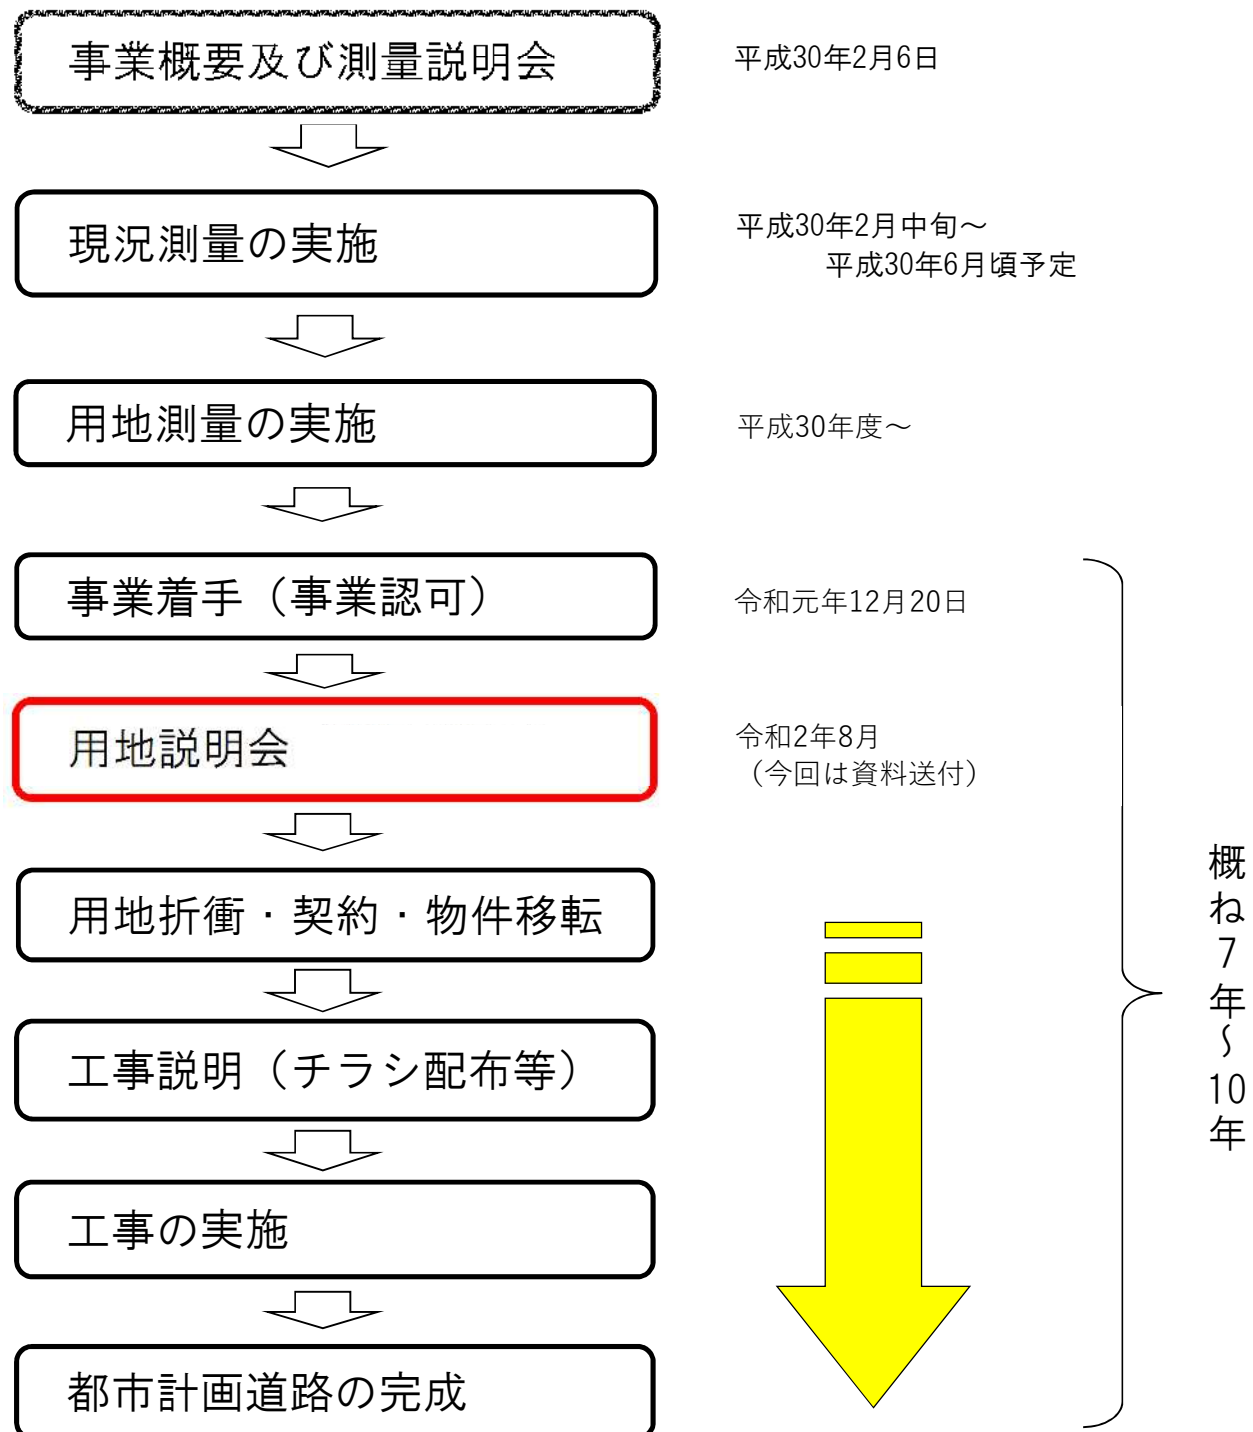 事業概要及び測量説明会
平成30年2月6日
現況測量の実施
平成30年2月中旬～
平成30年6月頃予定
用地測量の実施
平成30年度～
事業着手（事業認可）
令和元年12月20日
用地説明会
令和2年8月
（今回は資料送付）
用地折衝・契約・物件移転
工事説明（チラシ配布等）
工事の実施
都市計画道路の完成
概ね7年～10年